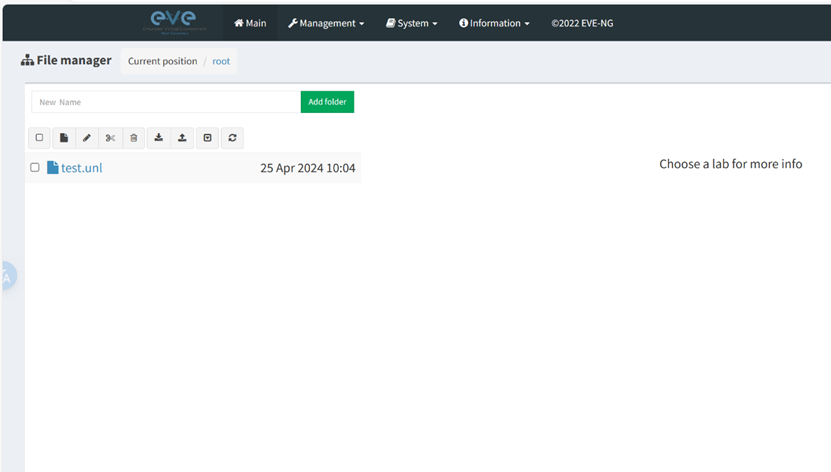 eve
Main
Management
System
Information
©2022 EVE-NG
File manager
Current position / root
New Name
Add folder
test.unl
25 Apr 2024 10:04
Choose a lab for more info
A